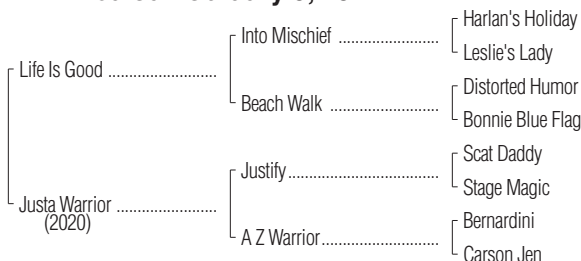 Into Mischief
Harlan's Holiday
Leslie's Lady
Life Is Good
Beach Walk
Distorted Humor
Bonnie Blue Flag
Justify
Scat Daddy
Stage Magic
Justa Warrior
(2020)
A Z Warrior
Bernardini
Carson Jen